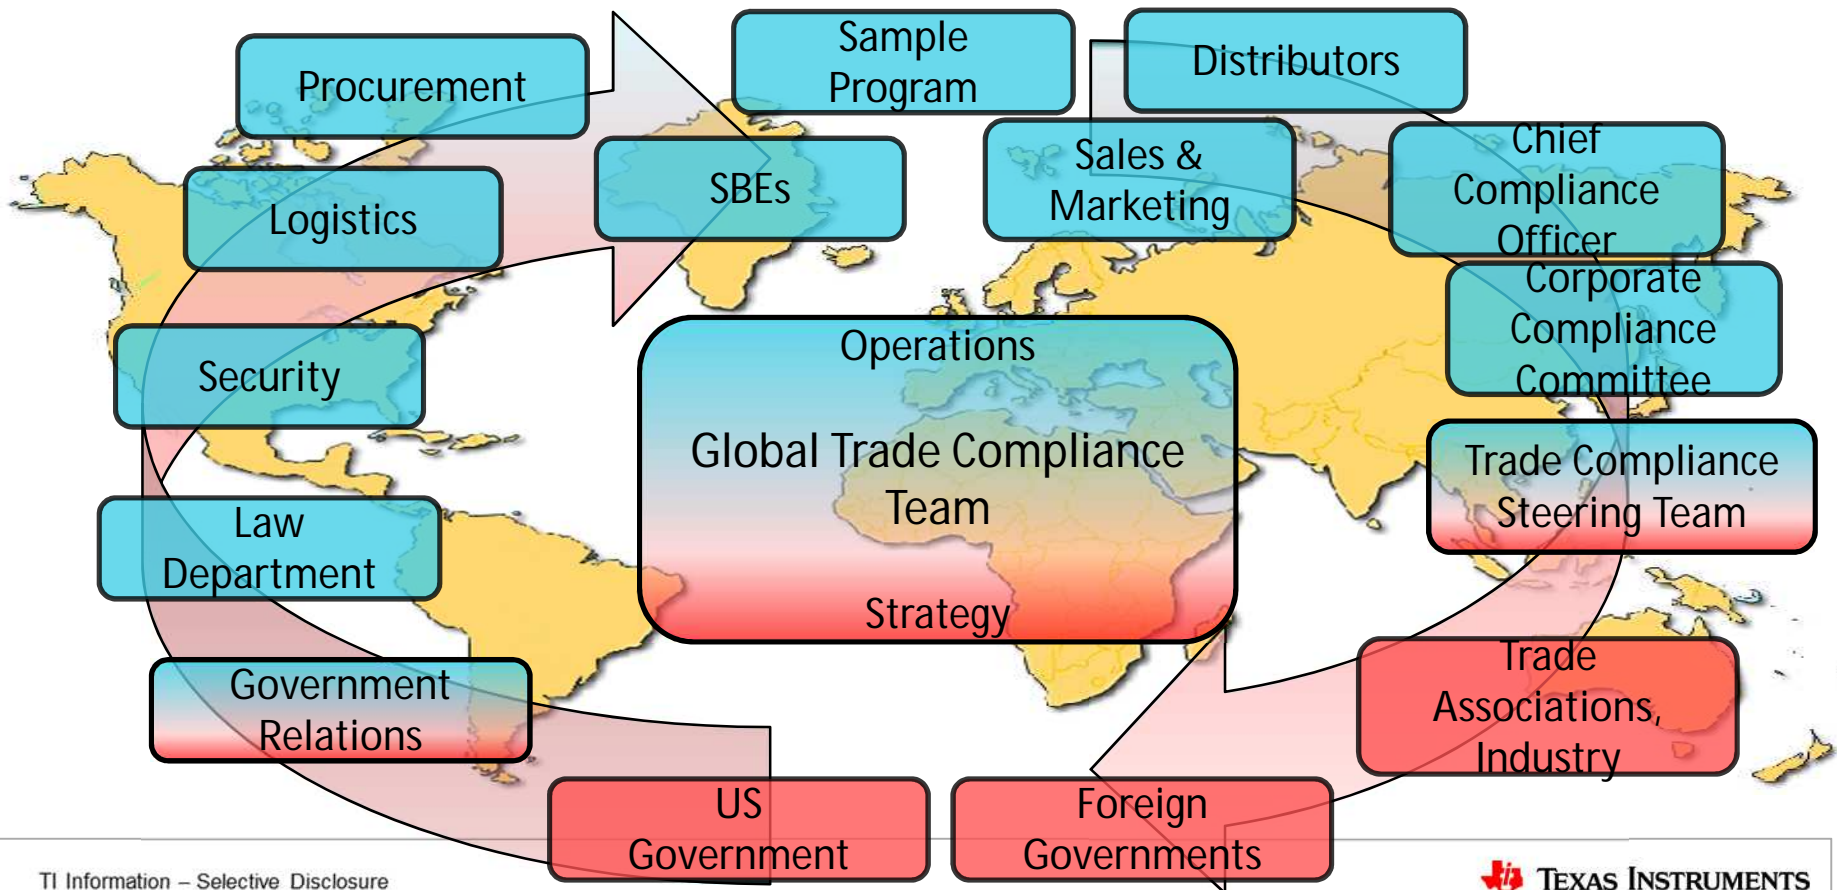 Procurement
Sample
Program
Distributors
Logistics
SBEs
Sales &
Marketing
Chief
Compliance
Officer
Corporate
Compliance
Committee
Security
Operations
Global Trade Compliance
Team
Strategy
Trade Compliance
Steering Team
Law
Department
Government
Relations
Trade
Associations,
Industry
US
Government
Foreign
Governments
TI Information – Selective Disclosure
TEXAS INSTRUMENTS